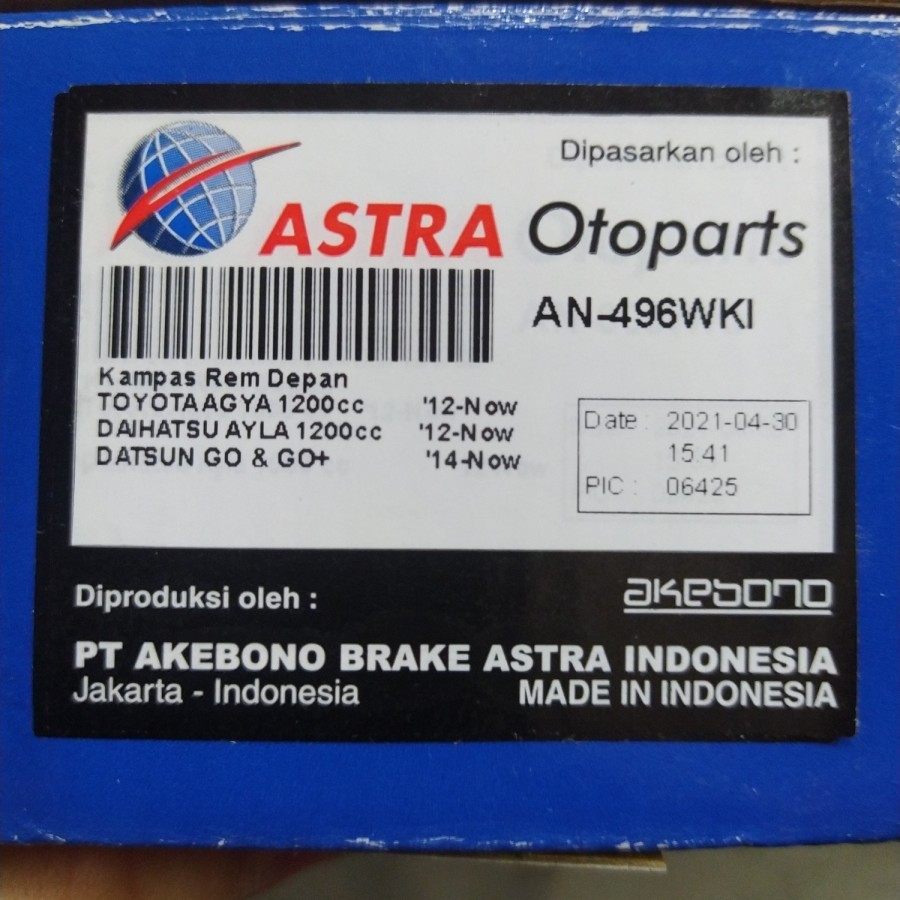 Dipasarkan oleh :
ASTRA Otoparts
AN-496WKI
Kampas Rem Depan
TOYOTA AGYA 1200cc '12-Now
DAIHATSU AYLA 1200cc '12-Now
DATSUN GO & GO+ '14-Now
Date : 2021-04-30
15.41
PIC : 06425
Diproduksi oleh :
akebono
PT AKEBONO BRAKE ASTRA INDONESIA
Jakarta - Indonesia MADE IN INDONESIA